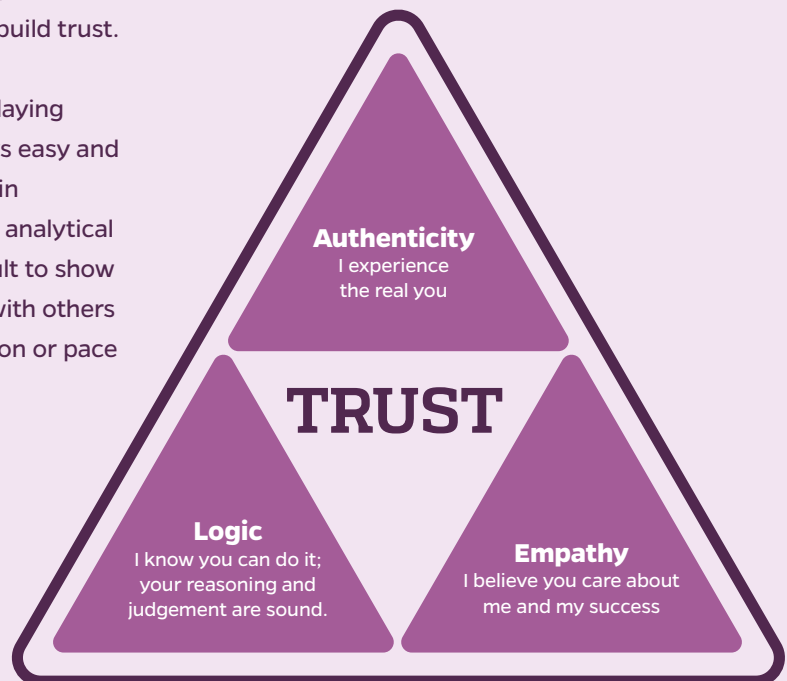 build trust.
laying
s easy and
in
analytical
lt to show
with others
on or pace
Authenticity
I experience
the real you
TRUST
Logic
I know you can do it;
your reasoning and
judgement are sound.
Empathy
I believe you care about
me and my success